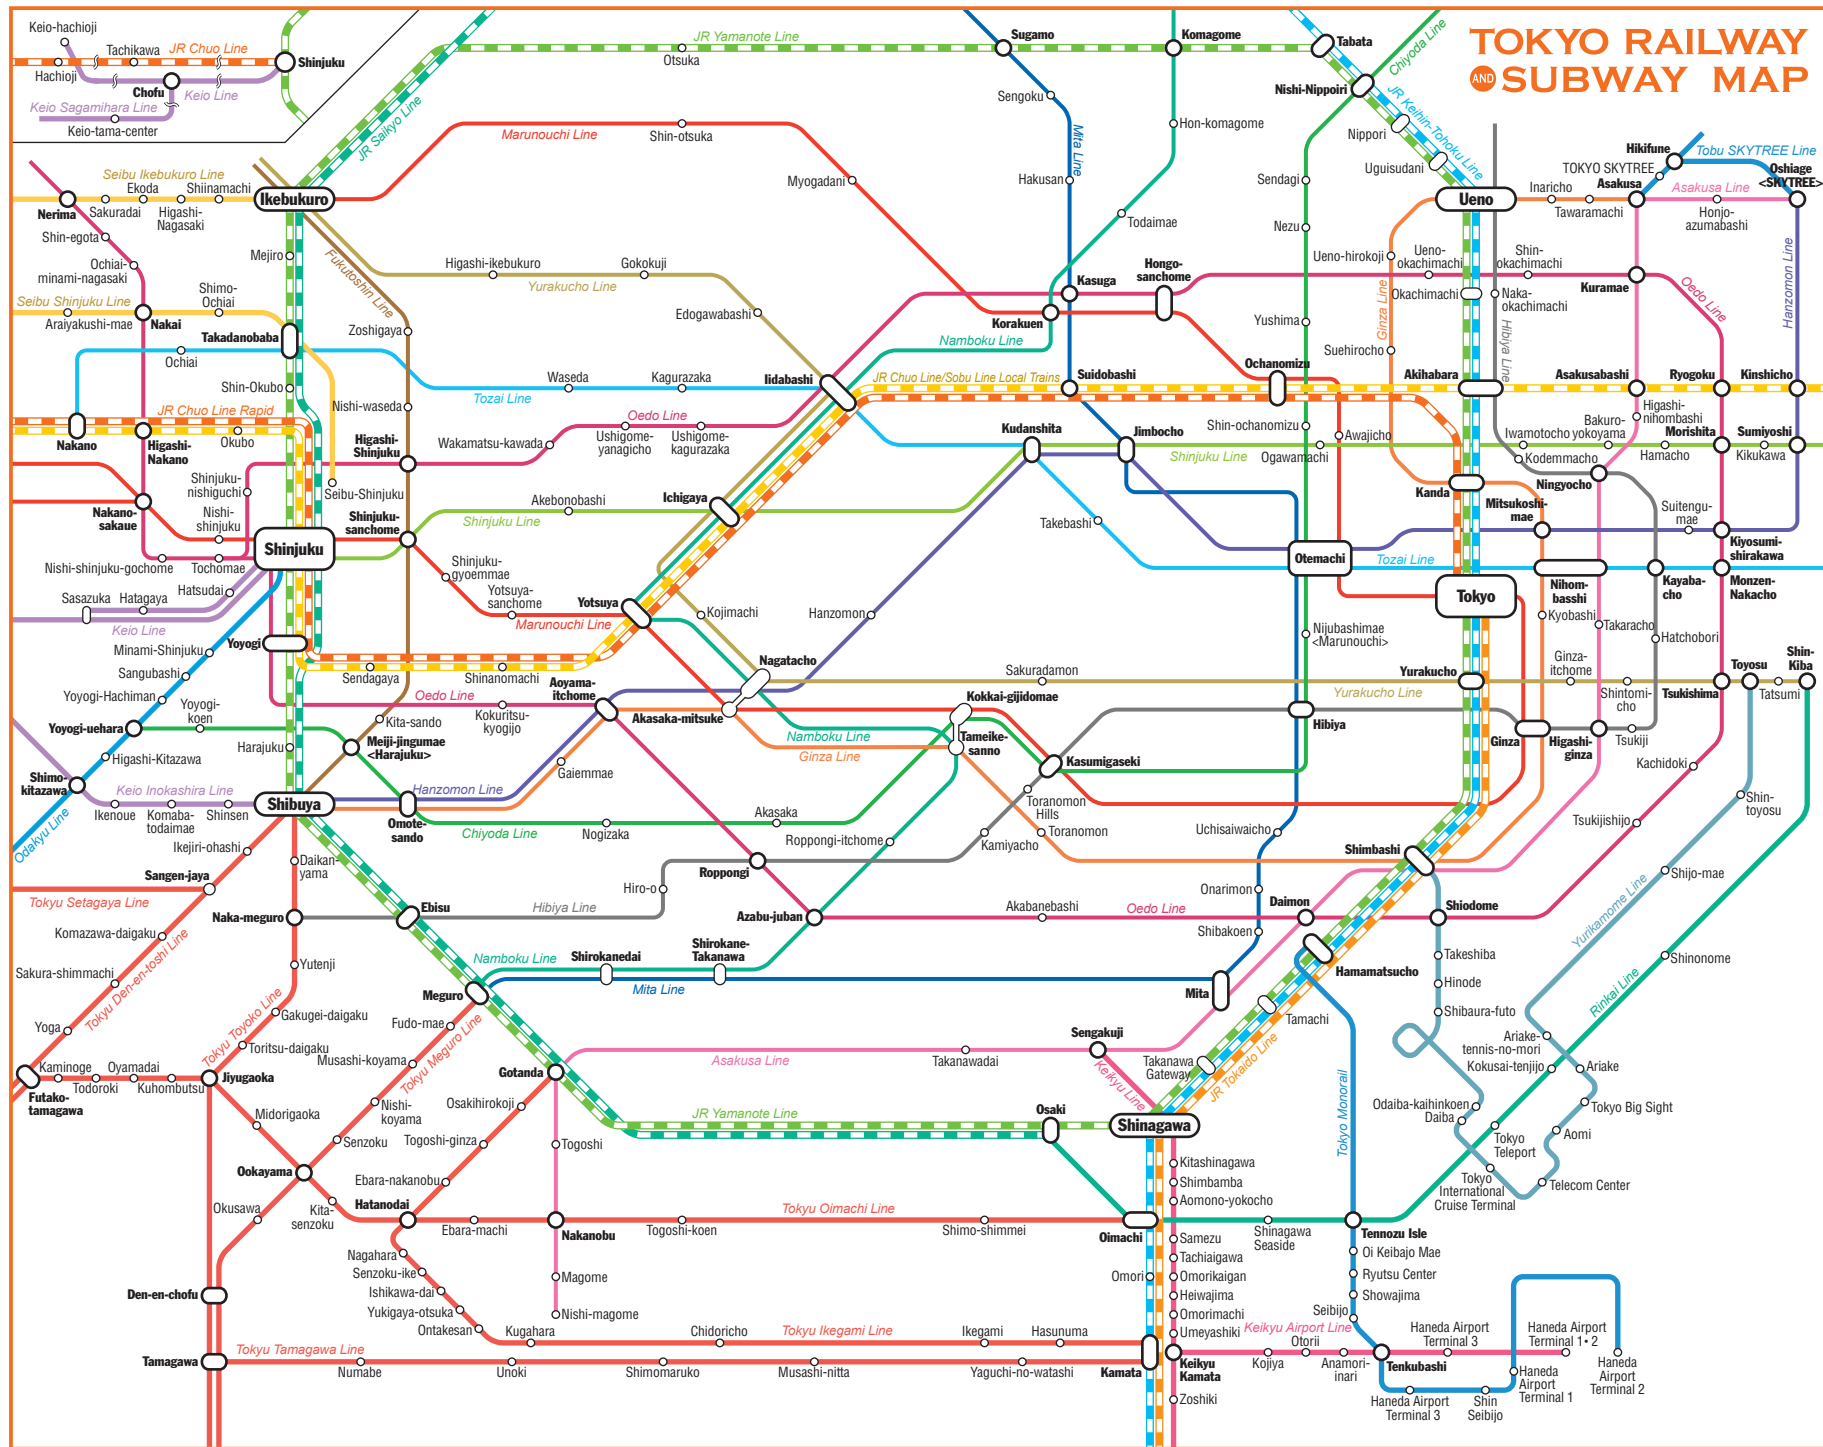 TOKYO RAILWAY
AND SUBWAY MAP
Keio-hachioji
Tachikawa
JR Chuo Line
Hachioji
Shinjuku
Chofu
Keio Line
Keio Sagamihara Line
Keio-tama-center
JR Yamanote Line
Otsuka
Sugamo
Komagome
Tabata
Chiyoda Line
Nishi-Nippoiri
JR Keihin-Tohoku Line
Nippori
Uguisudani
Sengoku
Hon-komagome
Mita Line
JR Saikyo Line
Marunouchi Line
Shin-otsuka
Myogadani
Hakusan
Sendagi
Todaimae
Nezu
Hikifune
Tobu SKYTREE Line
TOKYO SKYTREE
Oshiage
<SKYTREE>
Asakusa
Asakusa Line
Honjo-
azumabashi
Inaricho
Tawaramachi
Ueno
Seibu Ikebukuro Line
Ekoda
Shiinamachi
Nerima
Sakuradai
Higashi-
Nagasaki
Ikebukuro
Shin-egota
Ochiai-
minami-nagasaki
Mejiro
Fukutoshin Line
Higashi-ikebukuro
Gokokuji
Yurakucho Line
Edogawabashi
Kasuga
Hongo-
sanchome
Korakuen
Ueno-hirokoji
Ueno-
okachimachi
Shin-
okachimachi
Okachimachi
Naka-
okachimachi
Kuramae
Oedo Line
Hanzomon Line
Ginza Line
Hibiya Line
Yushima
Suehirocho
Seibu Shinjuku Line
Shimo-
Ochiai
Araiyakushi-mae
Nakai
Takadanobaba
Ochiai
Zoshigaya
Shin-Okubo
Nishi-waseda
Waseda
Kagurazaka
Tozai Line
Iidabashi
Namboku Line
JR Chuo Line/Sobu Line Local Trains
Suidobashi
Ochanomizu
Akihabara
Asakusabashi
Ryogoku
Kinshicho
JR Chuo Line Rapid
Nakano
Higashi-
Nakano
Okubo
Higashi-
Shinjuku
Wakamatsu-kawada
Oedo Line
Ushigome-
yanagicho
Ushigome-
kagurazaka
Kudanshita
Jimbocho
Shinjuku Line
Shin-ochanomizu
Ogawamachi
Awajicho
Iwamotocho
Bakuro-
yokoyama
Higashi-
nihombashi
Hamacho
Morishita
Sumiyoshi
Kikukawa
Kodemmacho
Ningyocho
Kanda
Mitsukoshi-
mae
Suitengu-
mae
Kiyosumi-
shirakawa
Shinjuku-
nishiguchi
Seibu-Shinjuku
Nakano-
sakaue
Nishi-
shinjuku
Shinjuku-
sanchome
Akebonobashi
Shinjuku Line
Ichigaya
Takebashi
Otemachi
Tozai Line
Shinjuku
Nishi-shinjuku-gochome
Tochomae
Shinjuku-
gyoemmae
Yotsuya-
sanchome
Marunouchi Line
Yotsuya
Kojimachi
Hanzomon
Tokyo
Nihom-
basshi
Kayaba-
cho
Monzen-
Nakacho
Kyobashi
Takaracho
Hatchobori
Sasazuka
Hatagaya
Hatsudai
Keio Line
Yoyogi
Minami-Shinjuku
Sangubashi
Yoyogi-Hachiman
Sendagaya
Shinanomachi
Nijubashimae
<Marunouchi>
Nagatacho
Sakuradamon
Yurakucho
Yurakucho Line
Ginza-
itchome
Shintomi-
cho
Tsukishima
Toyosu
Shin-
Kiba
Tatsumi
Aoyama-
itchome
Oedo Line
Kokuritsu-
kyogijo
Akasaka-mitsuke
Kokkai-gijidomae
Yoyogi-
koen
Yoyogi-uehara
Kita-sando
Harajuku
Meiji-jingumae
<Harajuku>
Namboku Line
Ginza Line
Tameike-
sanno
Hibiya
Kasumigaseki
Ginza
Higashi-
ginza
Tsukiji
Kachidoki
Higashi-Kitazawa
Shimo-
kitazawa
Keio Inokashira Line
Ikenoue
Komaba-
todaimae
Shinsen
Shibuya
Gaiemmae
Hanzomon Line
Omote-
sando
Chiyoda Line
Nogizaka
Akasaka
Roppongi-itchome
Toranomon
Hills
Toranomon
Kamiyacho
Uchisaiwaicho
Shimbashi
Tsukijishijo
Shin-
toyosu
Shijo-mae
Odakyu Line
Ikejiri-ohashi
Daikan-
yama
Sangen-jaya
Tokyu Setagaya Line
Naka-meguro
Ebisu
Hibiya Line
Hiro-o
Roppongi
Azabu-juban
Akabanebashi
Oedo Line
Onarimon
Daimon
Shiodome
Shibakoen
Yurikamome Line
Komazawa-daigaku
Sakura-shimmachi
Tokyu Den-en-toshi Line
Yutenji
Namboku Line
Shirokanedai
Shirokane-
Takanawa
Mita Line
Mita
Hamamatsucho
Takeshiba
Hinode
Shibaura-futo
Shinonome
Rinkai Line
Meguro
Yoga
Tokyu Toyoko Line
Gakugei-daigaku
Toritsu-daigaku
Fudo-mae
Musashi-koyama
Tokyu Meguro Line
Tamachi
Sengakuji
Asakusa Line
Takanawadai
Keikyu Line
Takanawa
Gateway
JR Tokaido Line
Tokyo Monorail
Ariake-
tennis-no-mori
Kokusai-tenjijo
Ariake
Kaminoge
Oyamadai
Todoroki
Kuhombutsu
Futako-
tamagawa
Jiyugaoka
Gotanda
Nishi-
koyama
Osakihirokoji
Midorigaoka
Senzoku
Togoshi-ginza
Togoshi
JR Yamanote Line
Osaki
Shinagawa
Odaiba-kaihinkoen
Daiba
Tokyo Big Sight
Tokyo
Teleport
Aomi
Ookayama
Ebara-nakanobu
Kitashinagawa
Shimbamba
Aomono-yokocho
Tokyo
International
Cruise Terminal
Telecom Center
Okusawa
Kita-
senzoku
Hatanodai
Ebara-machi
Nakanobu
Togoshi-koen
Tokyu Oimachi Line
Shimo-shimmei
Oimachi
Shinagawa
Seaside
Tennozu Isle
Nagahara
Senzoku-ike
Ishikawa-dai
Yukigaya-otsuka
Ontakesan
Magome
Nishi-magome
Omori
Samezu
Tachiaigawa
Omorikaigan
Heiwajima
Omorimachi
Umeyashiki
Oi Keibajo Mae
Ryutsu Center
Showajima
Seibijo
Den-en-chofu
Kugahara
Chidoricho
Tokyu Ikegami Line
Ikegami
Hasunuma
Keikyu Airport Line
Otorii
Haneda Airport
Terminal 3
Haneda Airport
Terminal 1・2
Tamagawa
Tokyu Tamagawa Line
Numabe
Unoki
Shimomaruko
Musashi-nitta
Yaguchi-no-watashi
Kamata
Keikyu
Kamata
Kojiya
Anamori-
inari
Tenkubashi
Haneda
Airport
Terminal 1
Haneda
Airport
Terminal 2
Zoshiki
Haneda Airport
Terminal 3
Shin
Seibijo